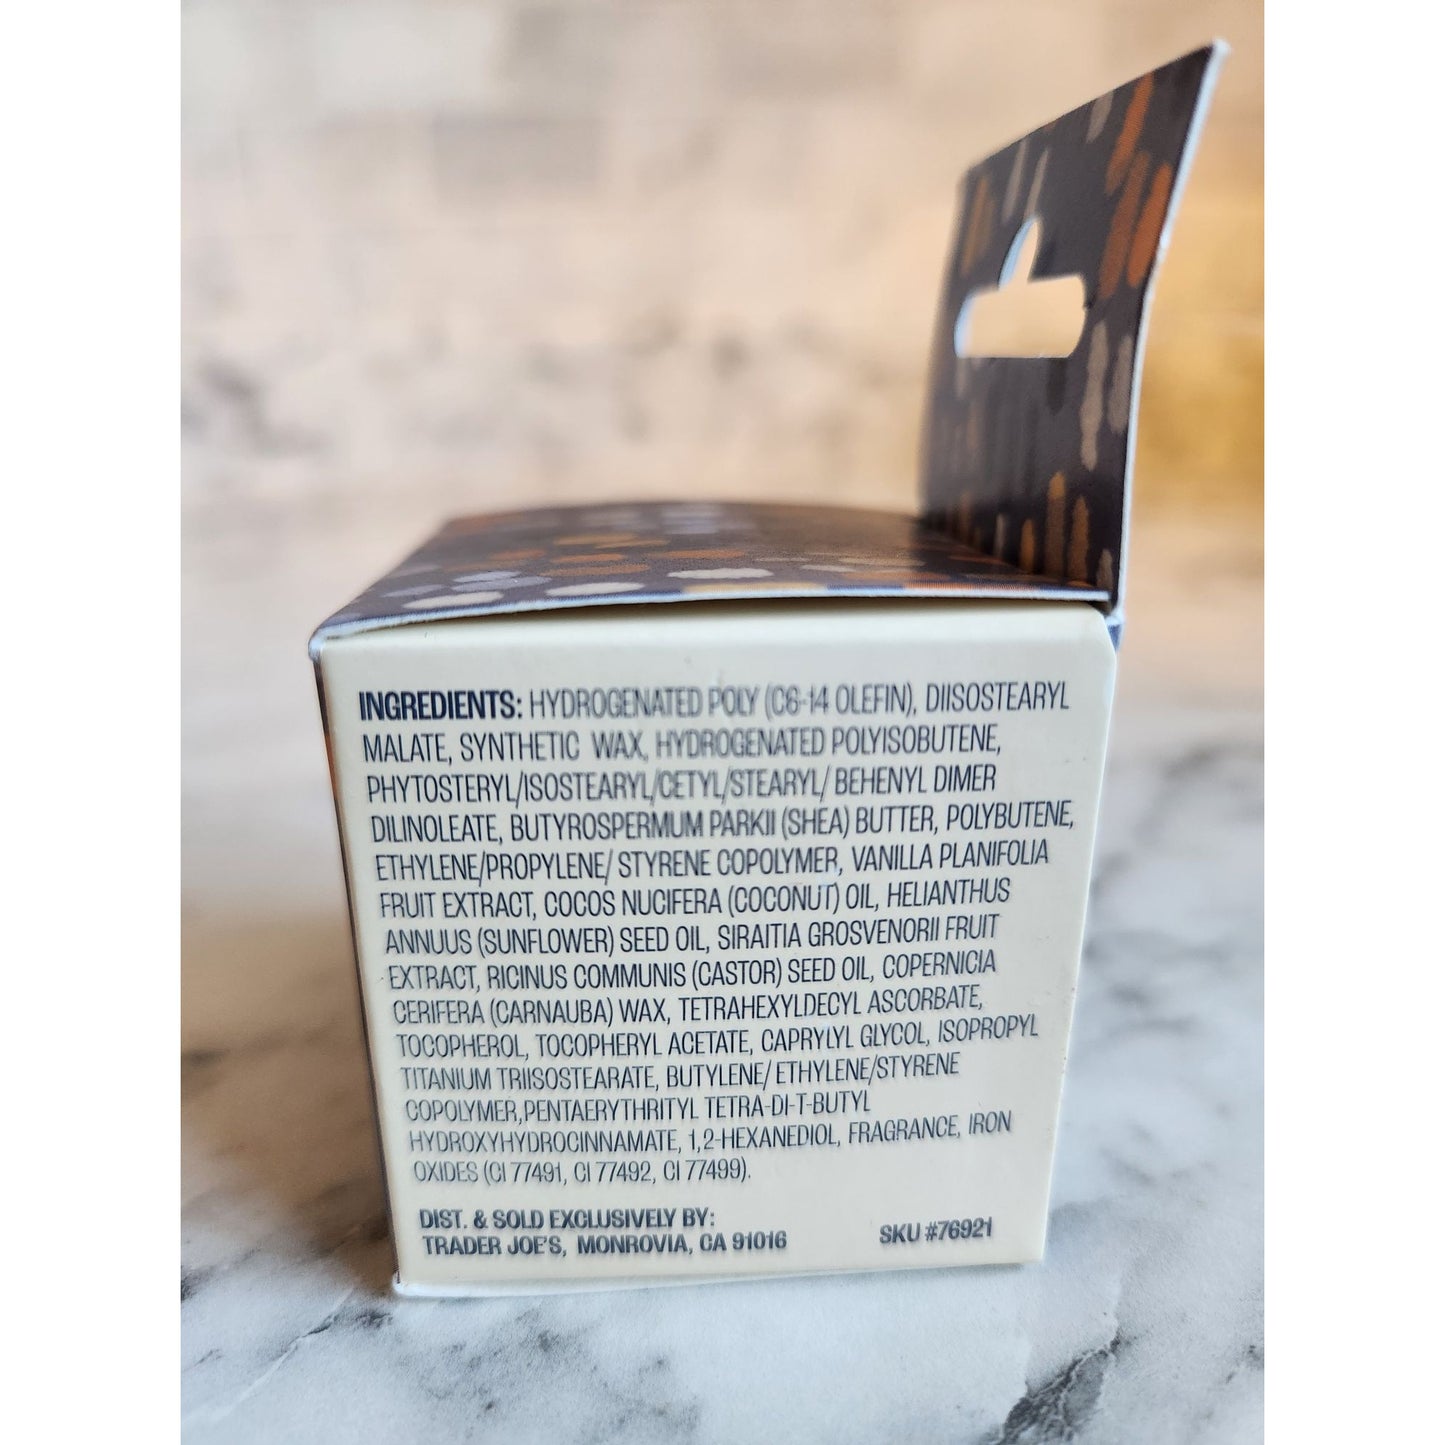 INGREDIENTS: HYDROGENATED POLY (C6-14 OLEFIN), DIISOSTEARYL
MALATE, SYNTHETIC WAX, HYDROGENATED POLYISOBUTENE,
PHYTOSTERYL/ISOSTEARYL/CETYL/STEARYL/ BEHENYL DIMER
DILINOLEATE, BUTYROSPERMUM PARKII (SHEA) BUTTER, POLYBUTENE,
ETHYLENE/PROPYLENE/ STYRENE COPOLYMER, VANILLA PLANIFOLIA
FRUIT EXTRACT, COCOS NUCIFERA (COCONUT) OIL, HELIANTHUS
ANNUUS (SUNFLOWER) SEED OIL, SIRAITIA GROSVENORII FRUIT
EXTRACT, RICINUS COMMUNIS (CASTOR) SEED OIL, COPERNICIA
CERIFERA (CARNAUBA) WAX, TETRAHEXYLDECYL ASCORBATE,
TOCOPHEROL, TOCOPHERYL ACETATE, CAPRYLYL GLYCOL, ISOPROPYL
TITANIUM TRIISOSTEARATE, BUTYLENE/ ETHYLENE/STYRENE
COPOLYMER,PENTAERYTHRITYL TETRA-DI-T-BUTYL
HYDROXYHYDROCINNAMATE, 1,2-HEXANEDIOL, FRAGRANCE, IRON
OXIDES (CI 77491, CI 77492, CI 77499).
DIST. & SOLD EXCLUSIVELY BY:
TRADER JOE'S, MONROVIA, CA 91016
SKU #76921